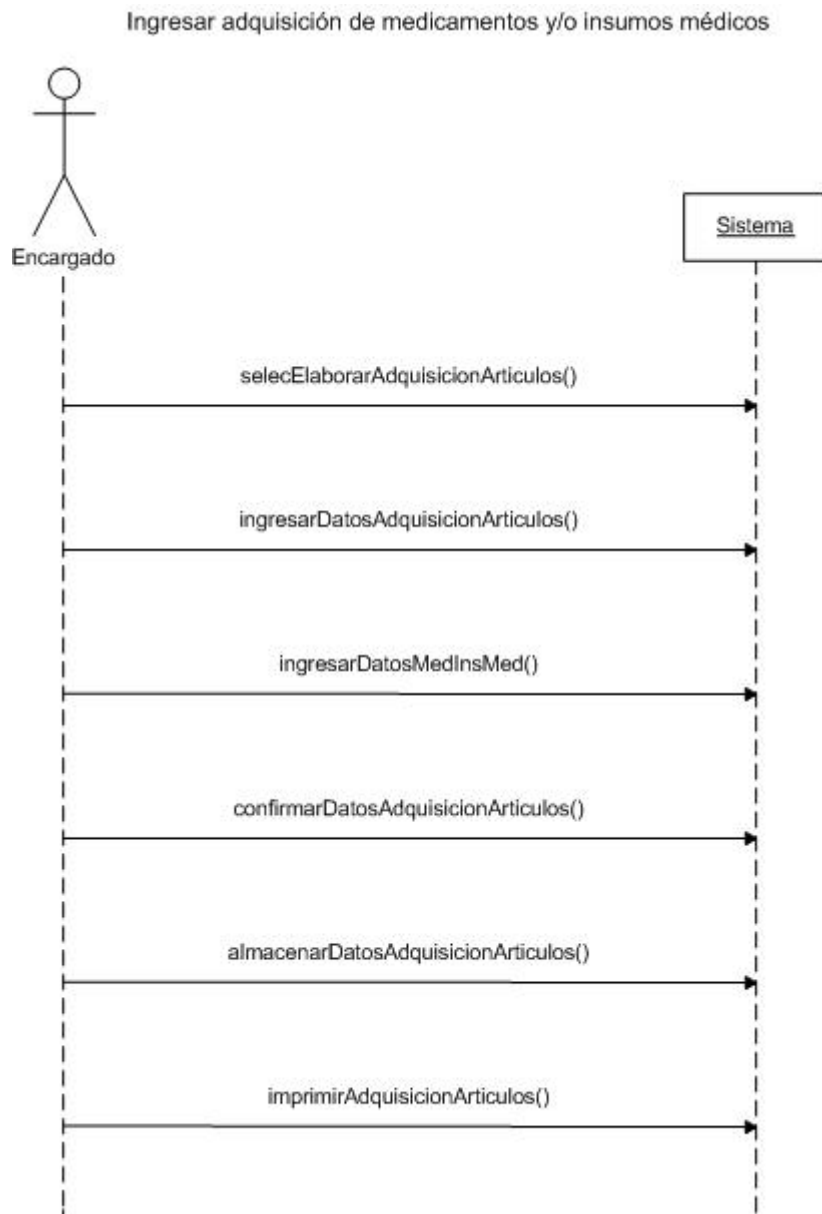 Ingresar adquisición de medicamentos y/o insumos médicos
Encargado
Sistema
selecElaborarAdquisicionArticulos()
ingresarDatosAdquisicionArticulos()
ingresarDatosMedInsMed()
confirmarDatosAdquisicionArticulos()
almacenarDatosAdquisicionArticulos()
imprimirAdquisicionArticulos()